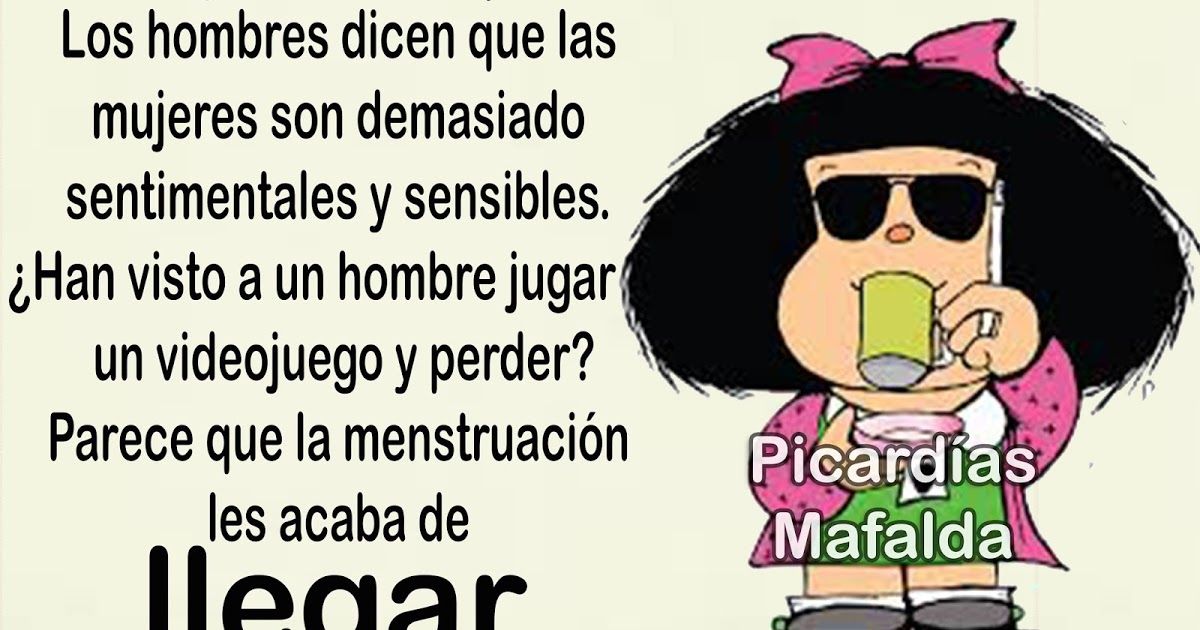 Los hombres dicen que las
mujeres son demasiado
sentimentales y sensibles.
¿Han visto a un hombre jugar
un videojuego y perder?
Parece que la menstruación
les acaba de
llegar
Picardías
Mafalda